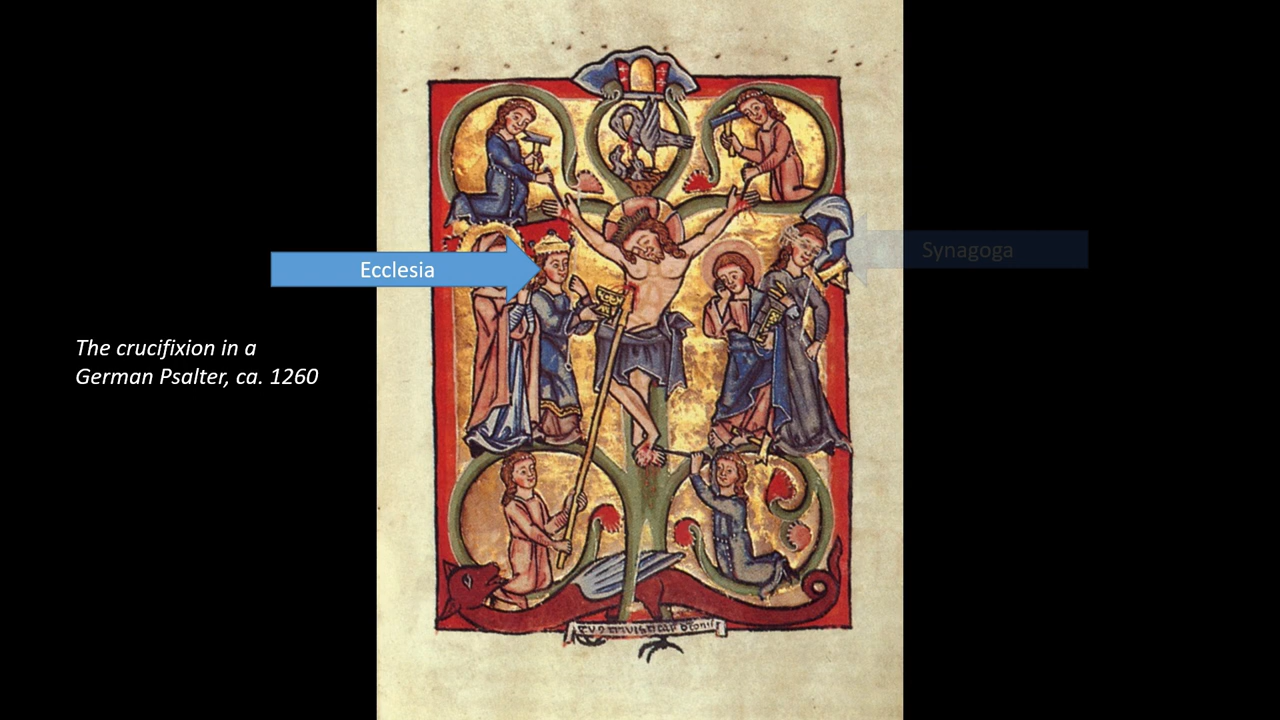 Ecclesia
Synagoga
The crucifixion in a
German Psalter, ca. 1260